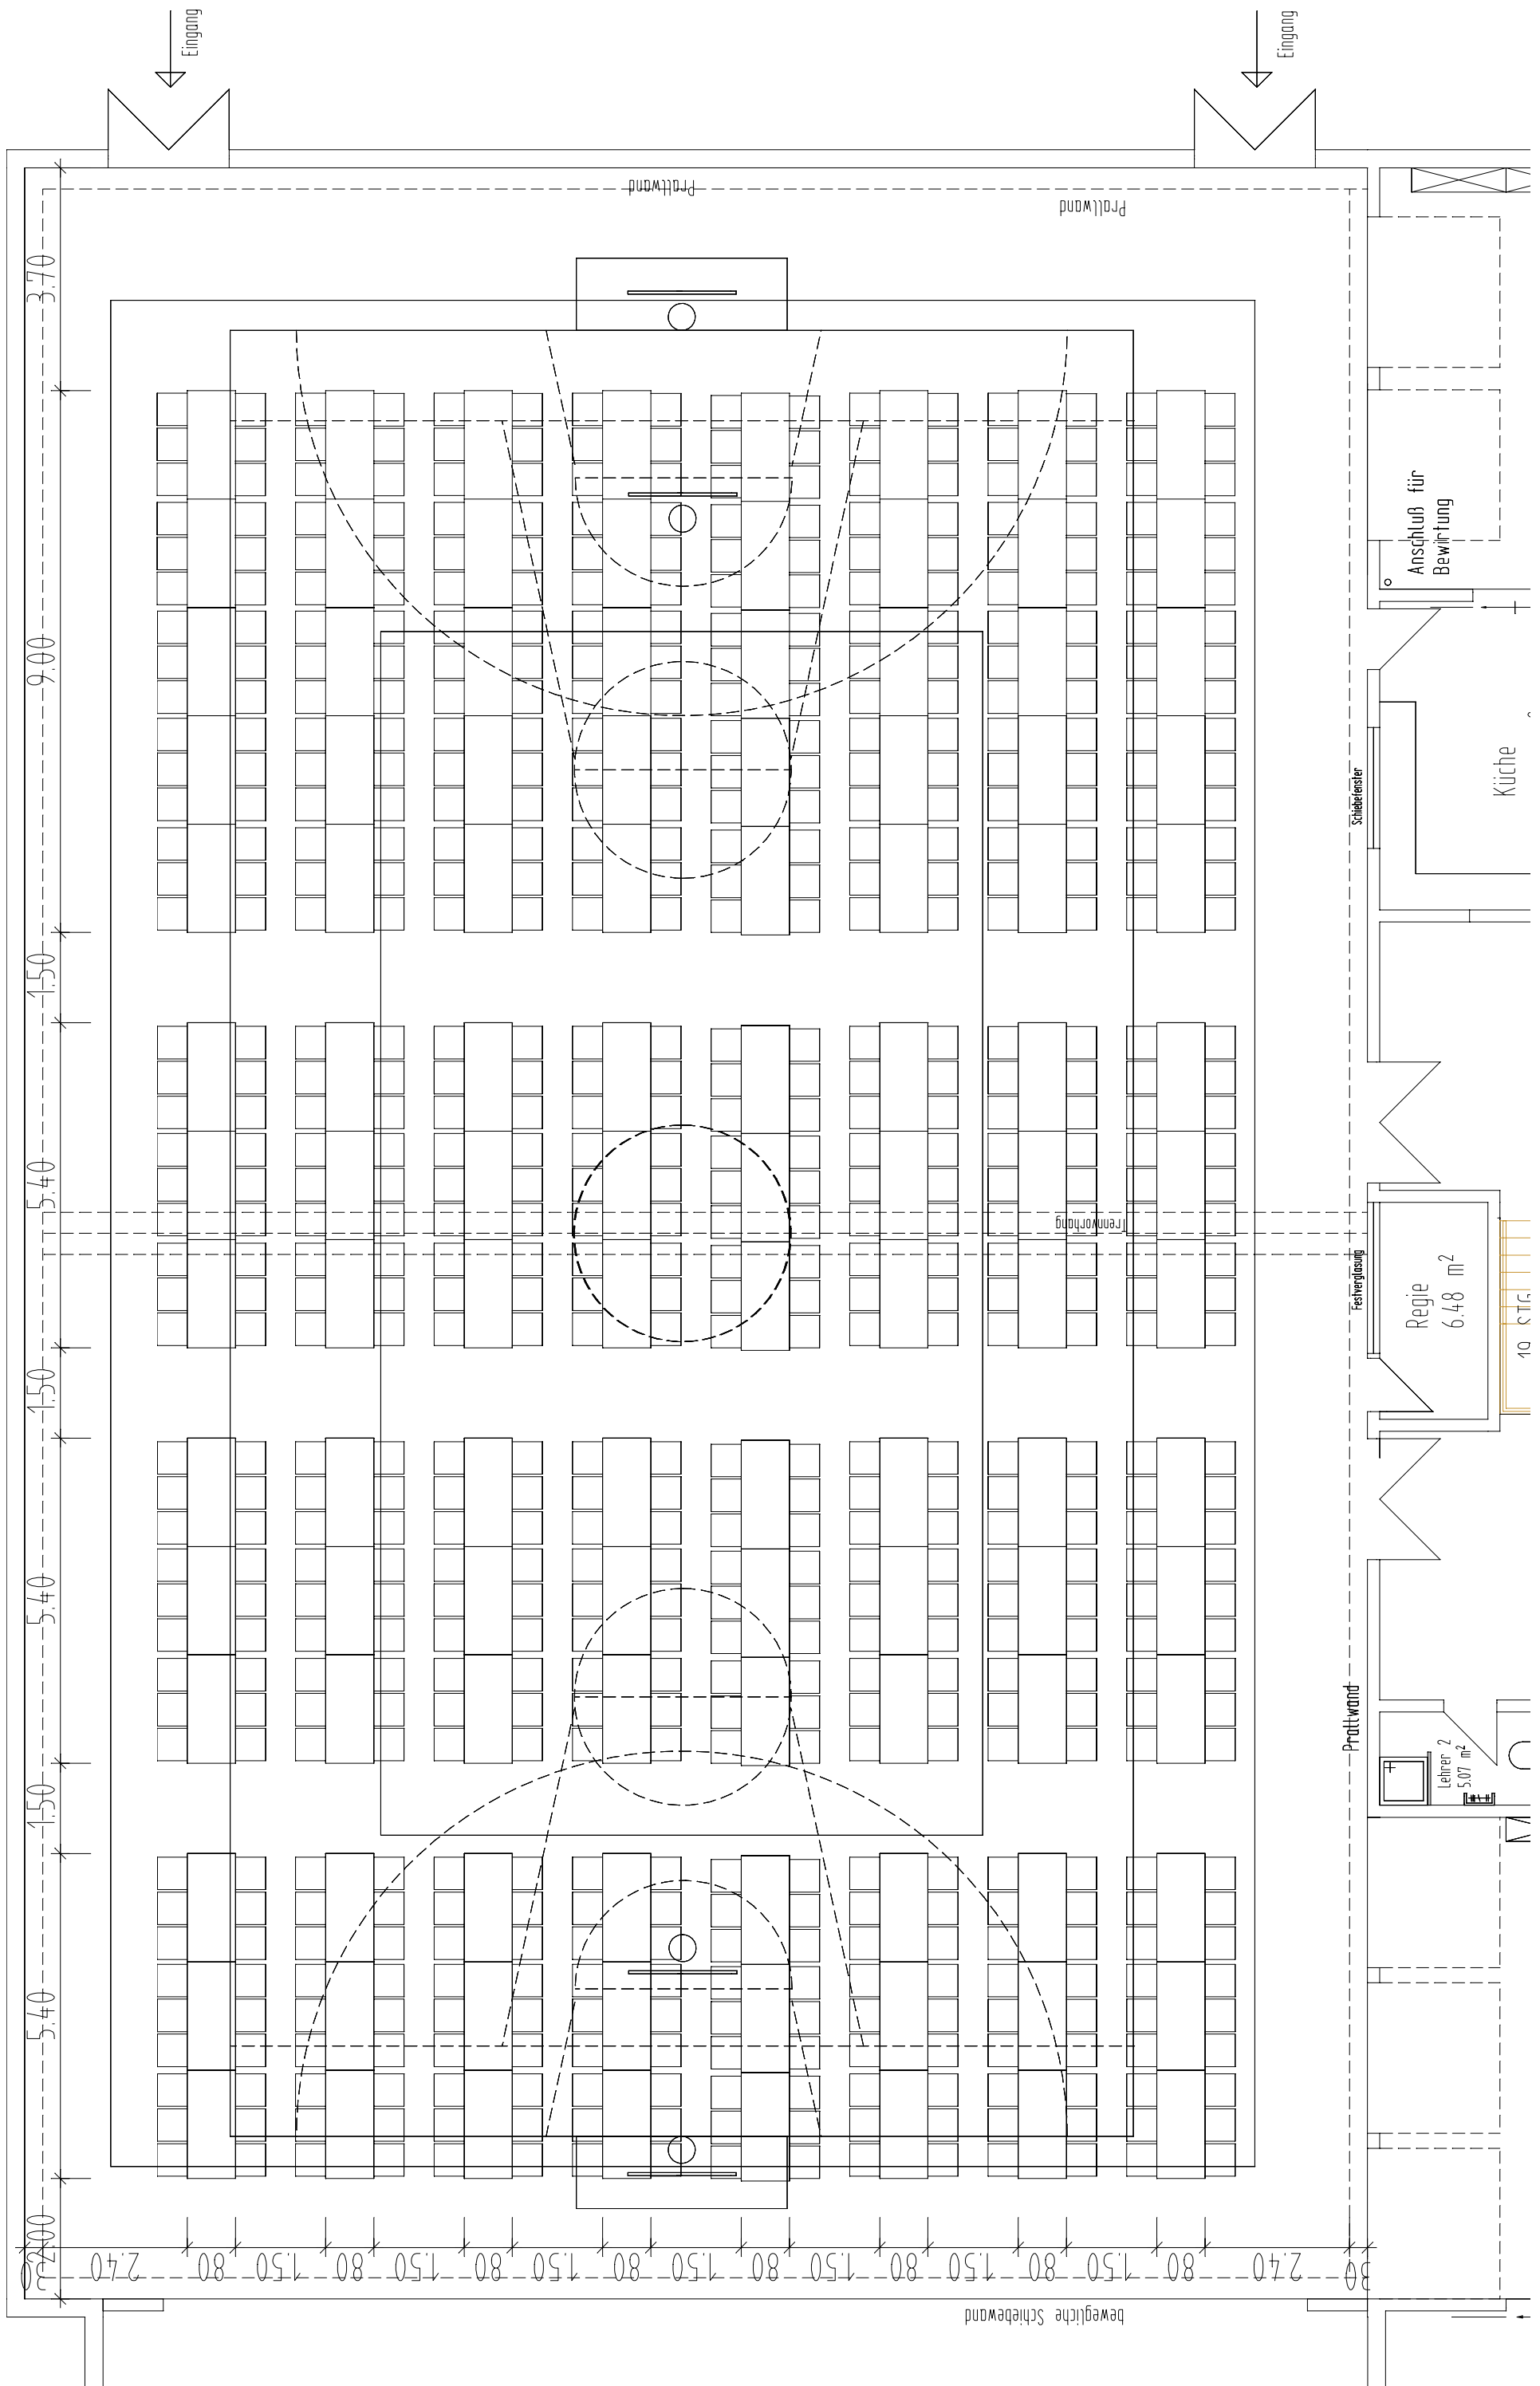 Eingang
Eingang
Prallwand
Prallwand
3.70
9.00
1.50
5.40
1.50
5.40
1.50
5.40
2.00
Anschluß für
Bewirtung
Schiebefenster
Küche
Trennvorhang
Festverglasung
Regie
6.48 m²
19 STG
Prallwand
Lehrer 2
5.07 m²
30
2.40
80
1.50
80
1.50
80
1.50
80
1.50
80
1.50
80
1.50
80
1.50
80
2.40
30
bewegliche Schiebewand